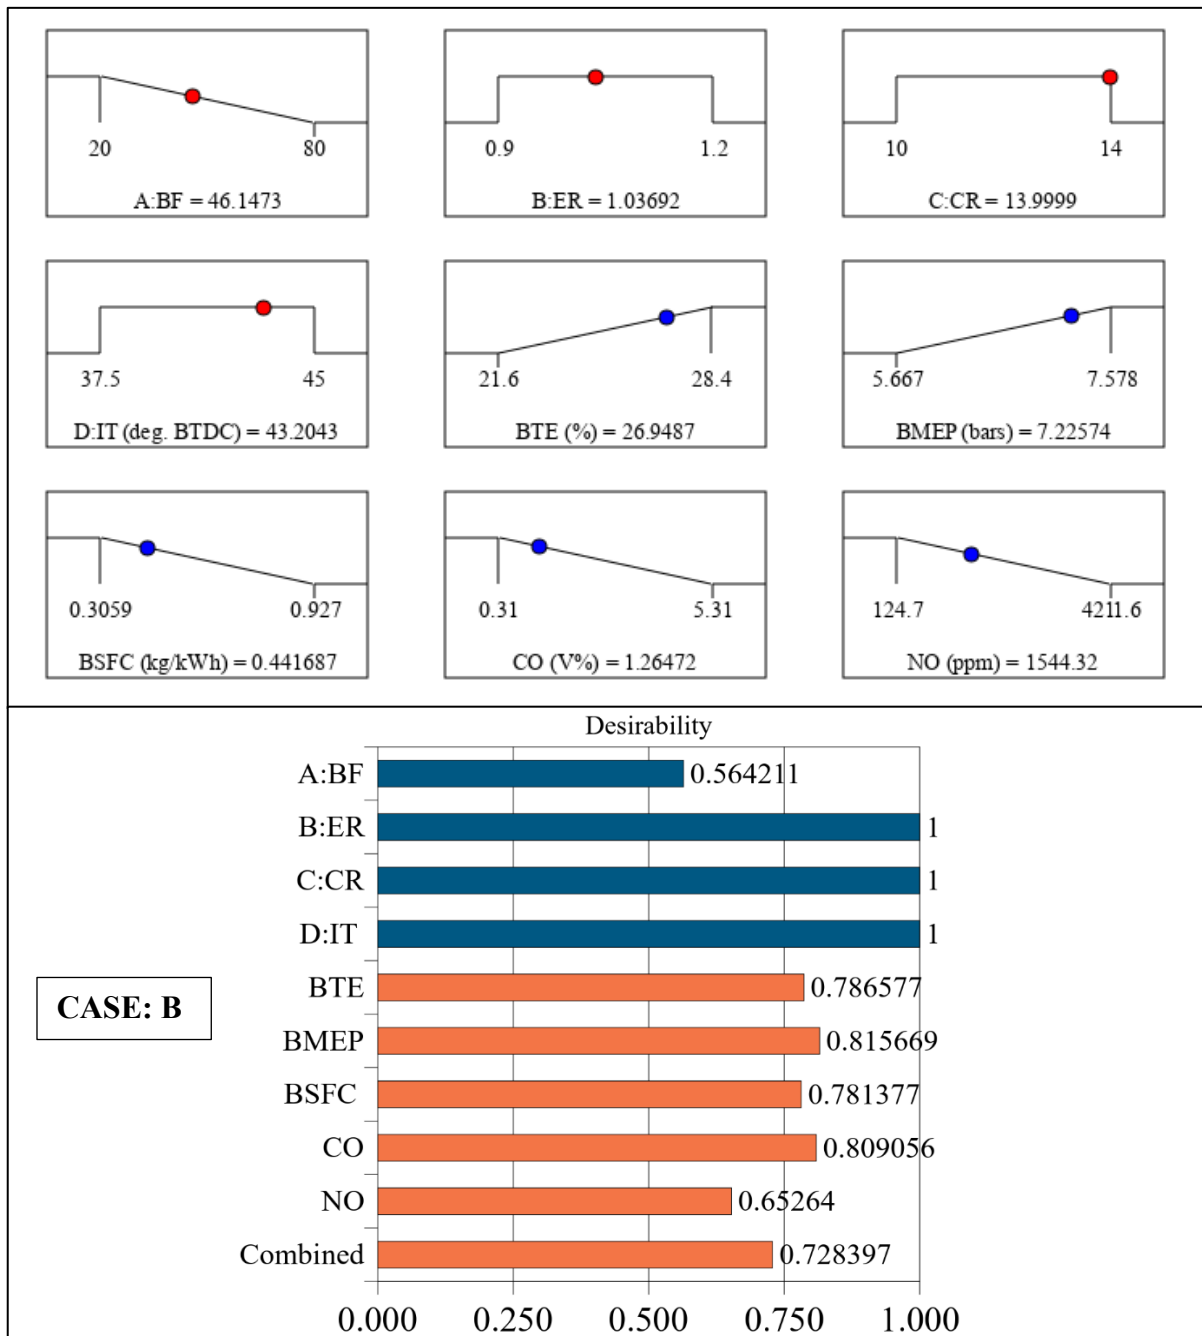 20 80
A:BF = 46.1473
0.9 1.2
B:ER = 1.03692
10 14
C:CR = 13.9999
37.5 45
D:IT (deg. BTDC) = 43.2043
21.6 28.4
BTE (%) = 26.9487
5.667 7.578
BMEP (bars) = 7.22574
0.3059 0.927
BSFC (kg/kWh) = 0.441687
0.31 5.31
CO (V%) = 1.26472
124.7 4211.6
NO (ppm) = 1544.32
Desirability
A:BF 0.564211
B:ER 1
C:CR 1
D:IT 1
BTE 0.786577
CASE: B
BMEP 0.815669
BSFC 0.781377
CO 0.809056
NO 0.65264
Combined 0.728397
0.000 0.250 0.500 0.750 1.000